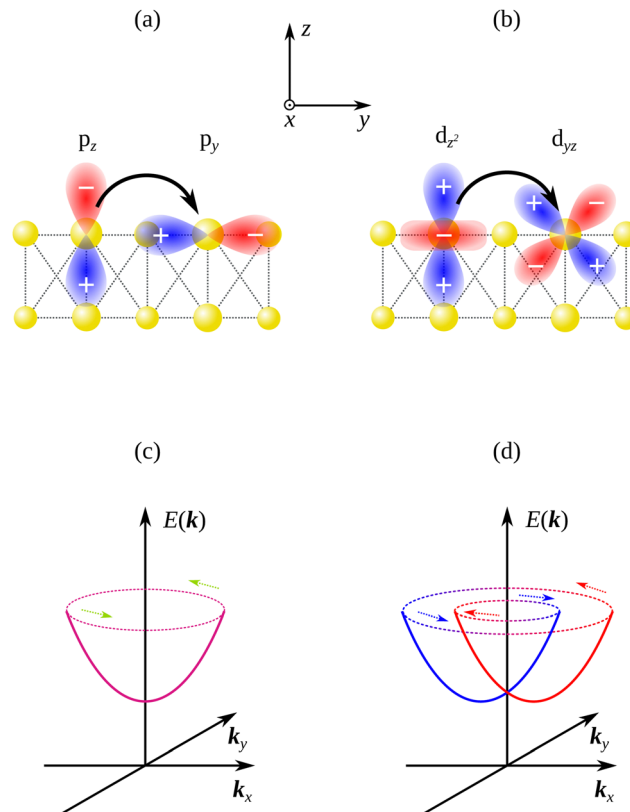 (a)
(b)
z
x
y
p_z
p_y
d_{z²}
d_{yz}
−
+
+
−
+
−
+
+
−
−
+
(c)
(d)
E(k)
E(k)
k_y
k_y
k_x
k_x